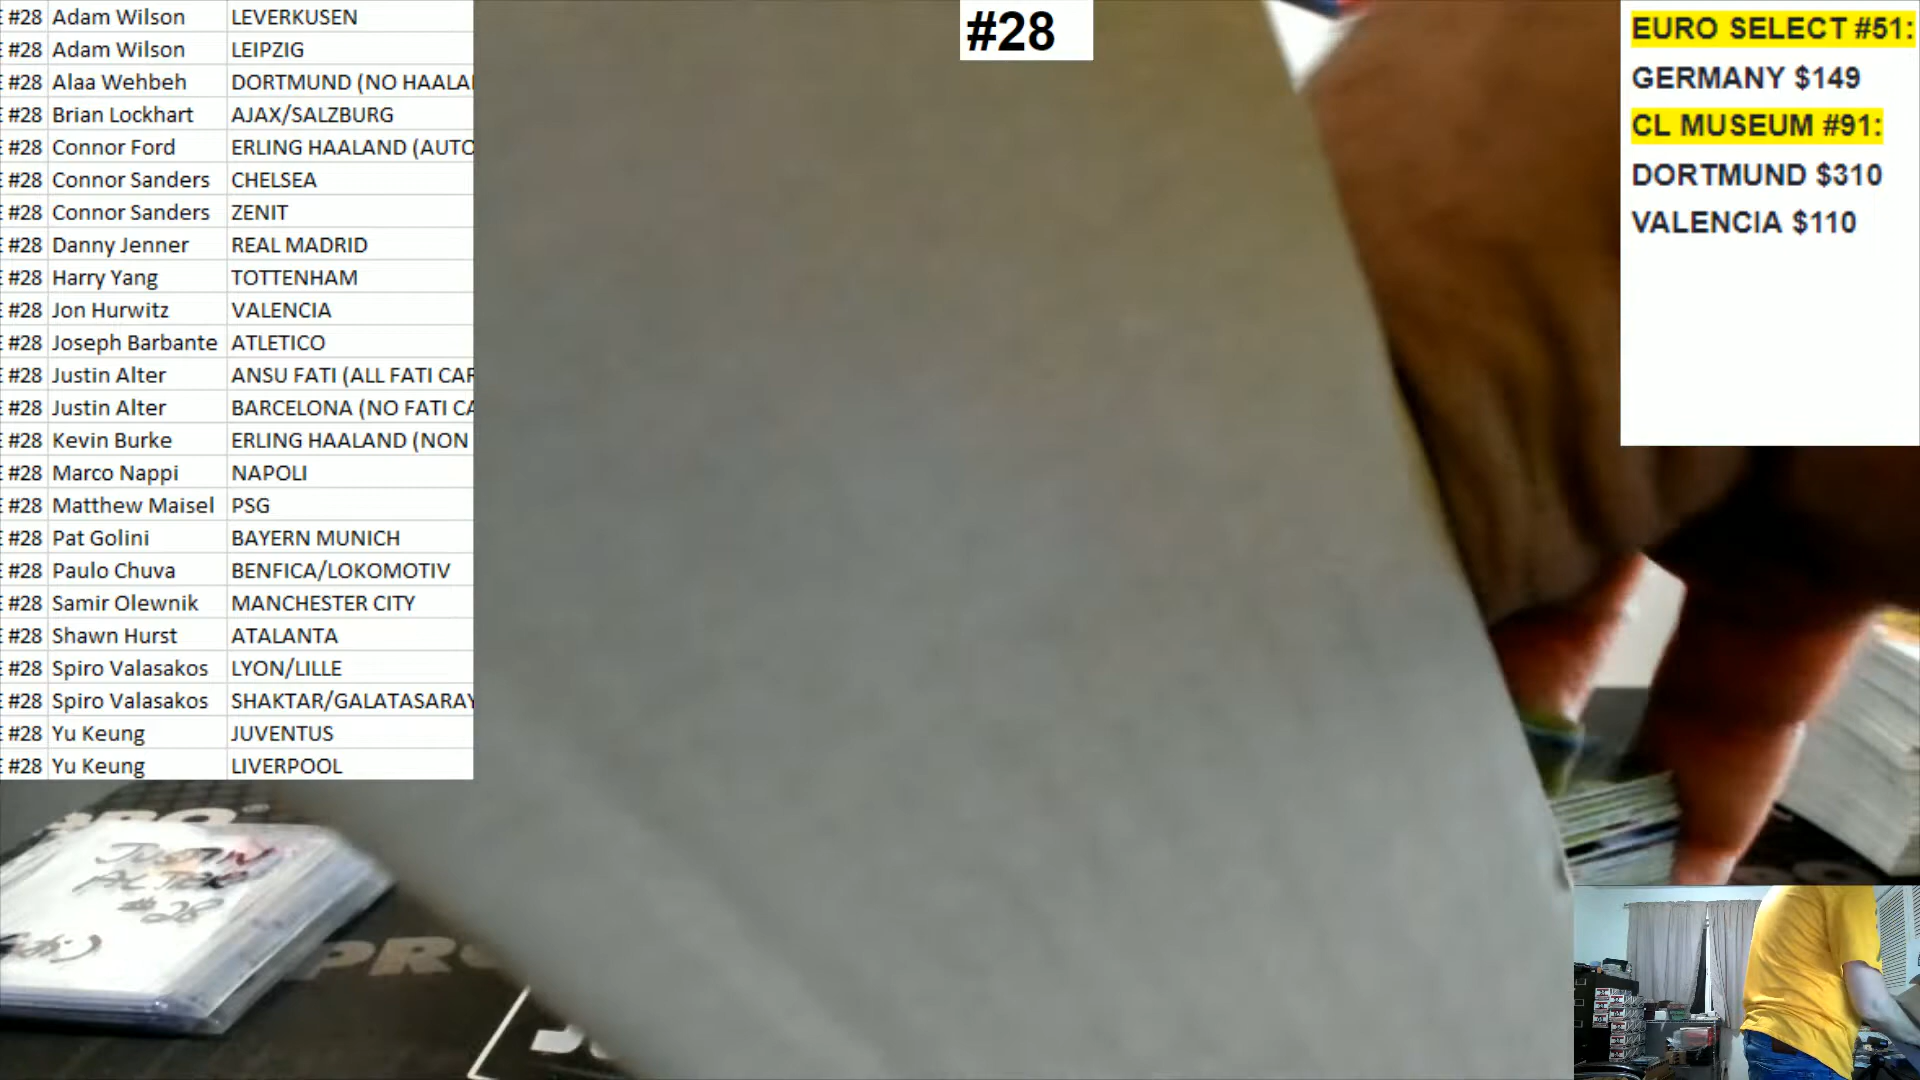 #28 Adam Wilson LEVERKUSEN
#28 Adam Wilson LEIPZIG
#28 Alaa Wehbeh DORTMUND (NO HAALA
#28 Brian Lockhart AJAX/SALZBURG
#28 Connor Ford ERLING HAALAND (AUTO
#28 Connor Sanders CHELSEA
#28 Connor Sanders ZENIT
#28 Danny Jenner REAL MADRID
#28 Harry Yang TOTTENHAM
#28 Jon Hurwitz VALENCIA
#28 Joseph Barbante ATLETICO
#28 Justin Alter ANSU FATI (ALL FATI CAR
#28 Justin Alter BARCELONA (NO FATI CA
#28 Kevin Burke ERLING HAALAND (NON
#28 Marco Nappi NAPOLI
#28 Matthew Maisel PSG
#28 Pat Golini BAYERN MUNICH
#28 Paulo Chuva BENFICA/LOKOMOTIV
#28 Samir Olewnik MANCHESTER CITY
#28 Shawn Hurst ATALANTA
#28 Spiro Valasakos LYON/LILLE
#28 Spiro Valasakos SHAKTAR/GALATASARAY
#28 Yu Keung JUVENTUS
#28 Yu Keung LIVERPOOL
#28
EURO SELECT #51:
GERMANY $149
CL MUSEUM #91:
DORTMUND $310
VALENCIA $110
JUSTIN
ALTER
#28
PRO